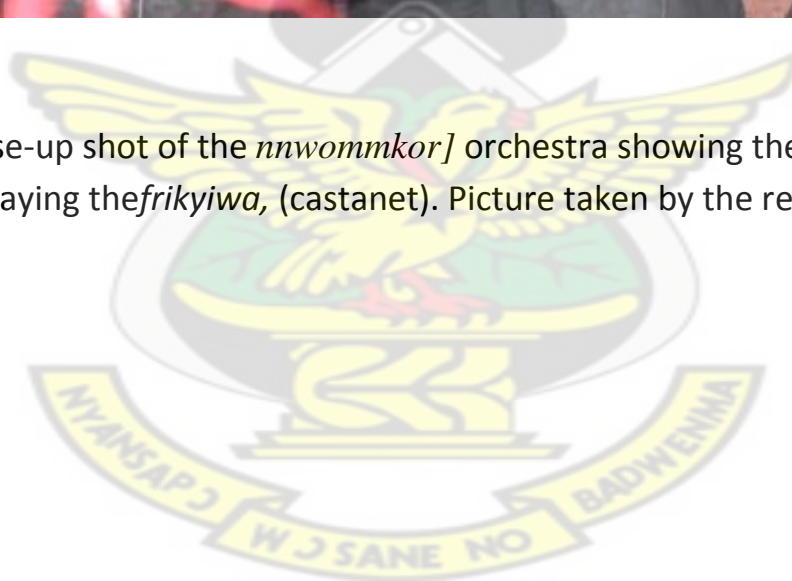 se-up shot of the nnwommkor] orchestra showing the
aying thefrikyiwa, (castanet). Picture taken by the re
NYANSAPƆ
WƆSANE NO
BADWENMA